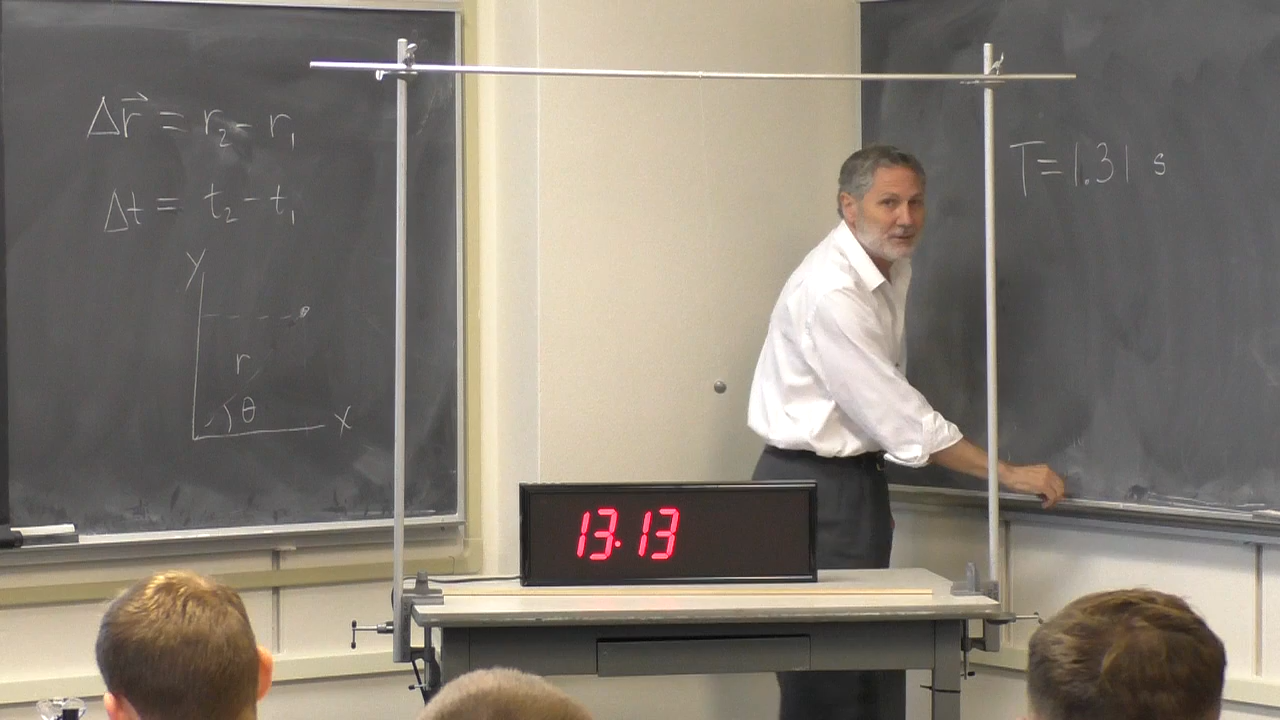 Δr⃗ = r₂ - r₁
Δt = t₂ - t₁
y
r
θ
x
T = 1.31 s
13.13